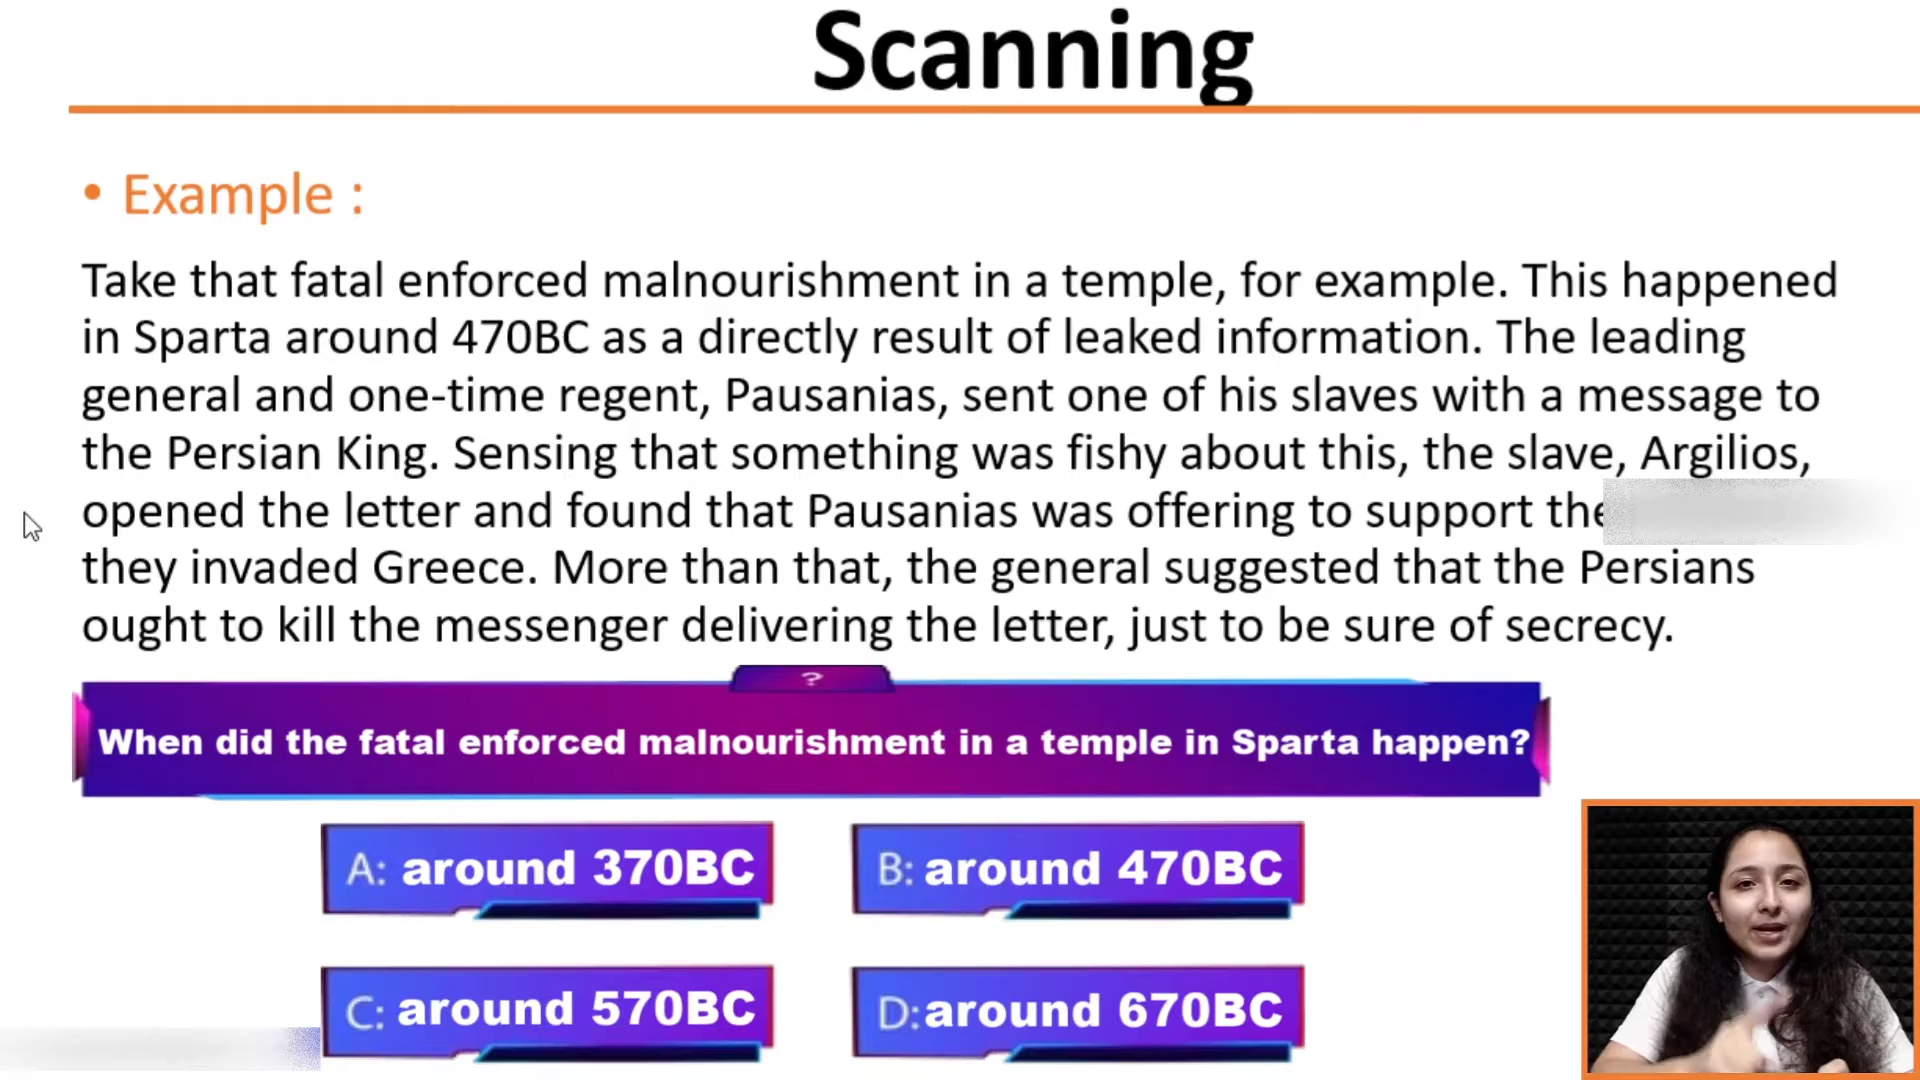 Scanning
• Example :
Take that fatal enforced malnourishment in a temple, for example. This happened
in Sparta around 470BC as a directly result of leaked information. The leading
general and one-time regent, Pausanias, sent one of his slaves with a message to
the Persian King. Sensing that something was fishy about this, the slave, Argilios,
opened the letter and found that Pausanias was offering to support the
they invaded Greece. More than that, the general suggested that the Persians
ought to kill the messenger delivering the letter, just to be sure of secrecy.
?
When did the fatal enforced malnourishment in a temple in Sparta happen?
A: around 370BC
B: around 470BC
C: around 570BC
D:around 670BC